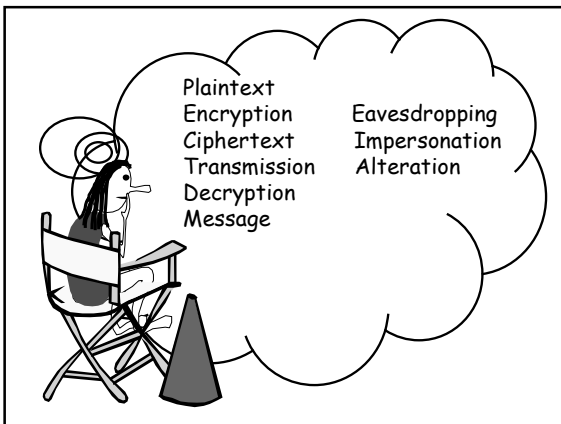 Plaintext
Encryption
Ciphertext
Transmission
Decryption
Message
Eavesdropping
Impersonation
Alteration